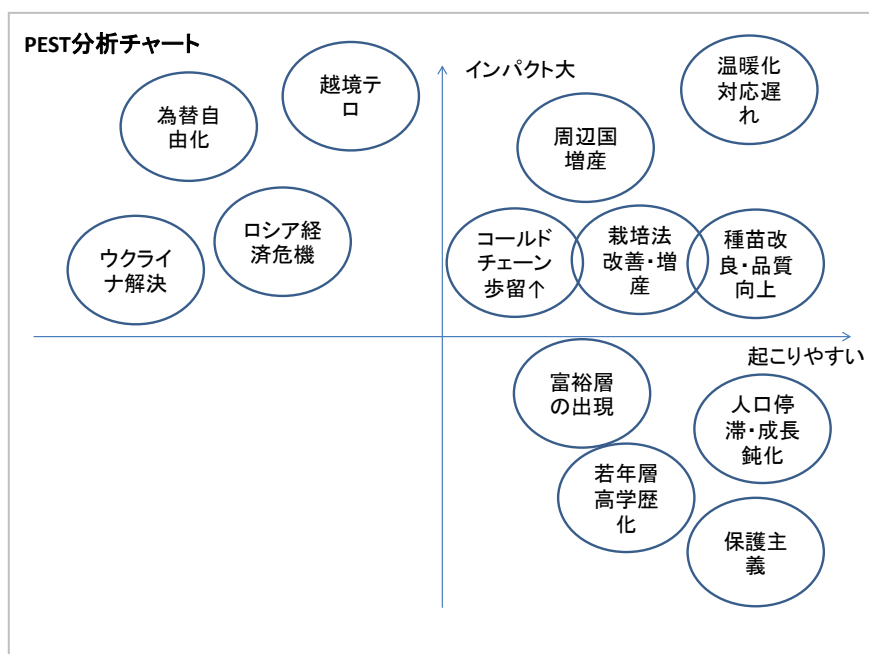 PEST分析チャート
インパクト大
越境テ
ロ
為替自
由化
温暖化
対応遅
れ
周辺国
増産
ロシア経
済危機
ウクライ
ナ解決
コールド
チェーン
歩留↑
栽培法
改善・増
産
種苗改
良・品質
向上
起こりやすい
富裕層
の出現
人口停
滞・成長
鈍化
若年層
高学歴
化
保護主
義